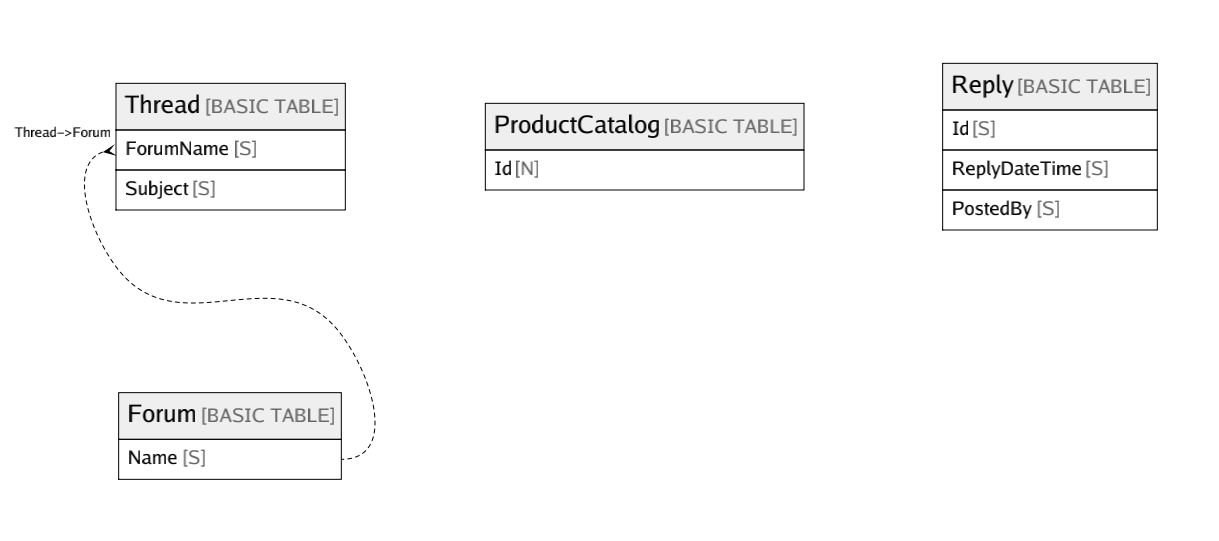 Thread [BASIC TABLE]
Thread->Forum
ForumName [S]
Subject [S]
ProductCatalog [BASIC TABLE]
Id [N]
Reply [BASIC TABLE]
Id [S]
ReplyDateTime [S]
PostedBy [S]
Forum [BASIC TABLE]
Name [S]